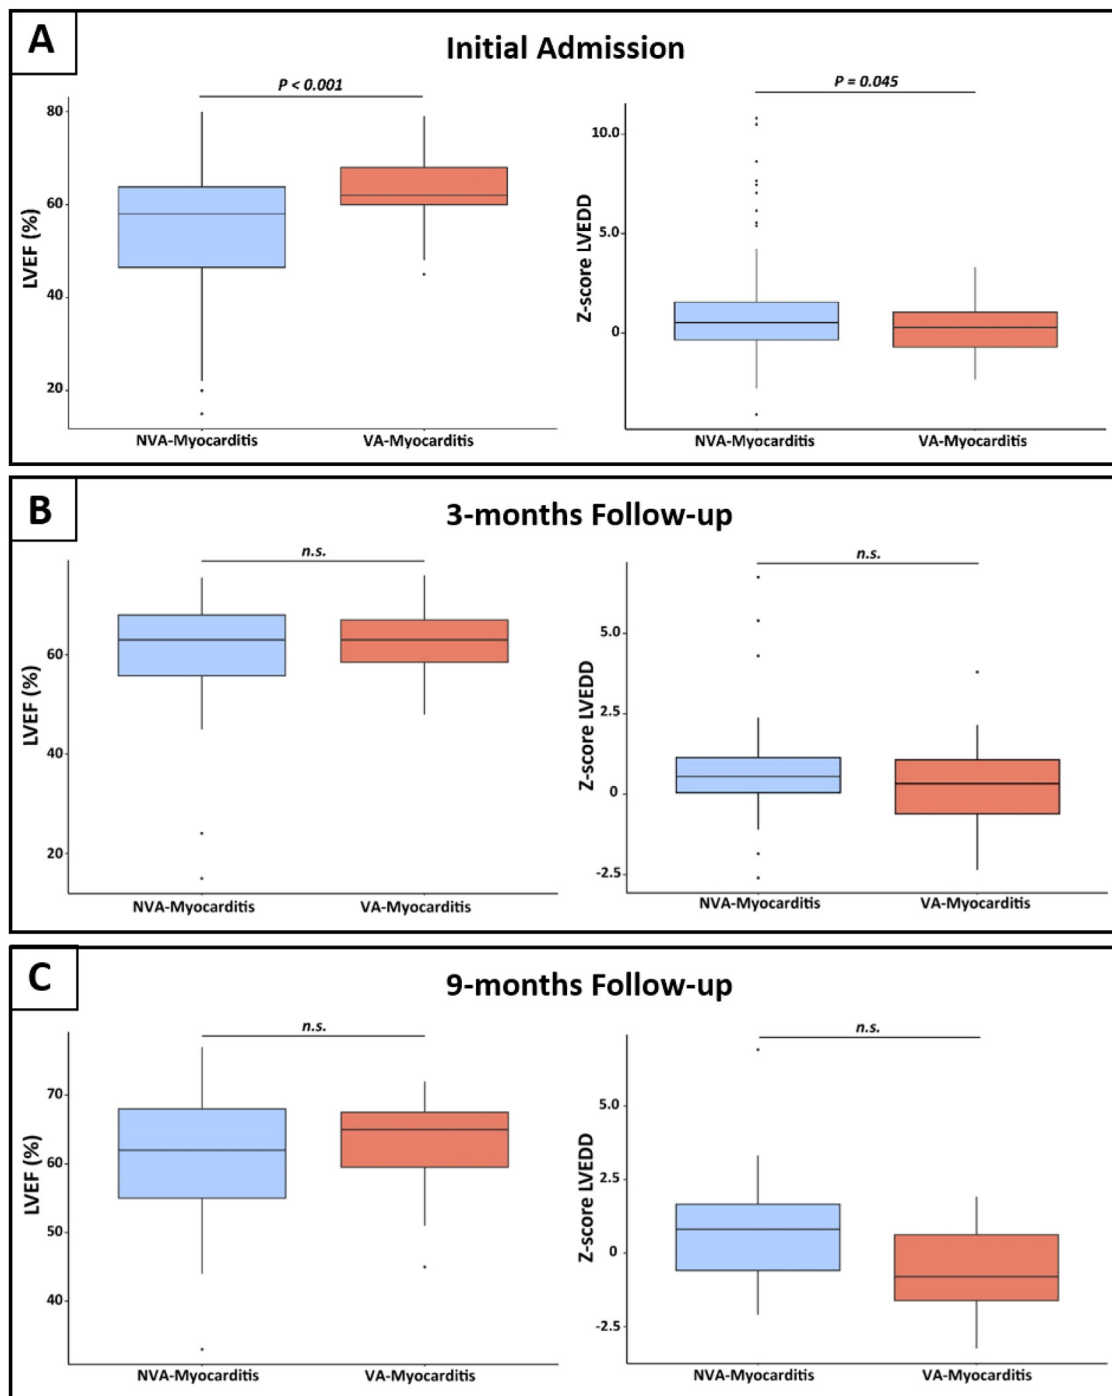 A
Initial Admission
P < 0.001
P = 0.045
LVEF (%)
80
60
40
20
NVA-Myocarditis
VA-Myocarditis
Z-score LVEDD
10.0
5.0
0
NVA-Myocarditis
VA-Myocarditis
B
3-months Follow-up
n.s.
n.s.
LVEF (%)
60
40
20
NVA-Myocarditis
VA-Myocarditis
Z-score LVEDD
5.0
2.5
0
-2.5
NVA-Myocarditis
VA-Myocarditis
C
9-months Follow-up
n.s.
n.s.
LVEF (%)
70
60
50
40
NVA-Myocarditis
VA-Myocarditis
Z-score LVEDD
5.0
2.5
0
-2.5
NVA-Myocarditis
VA-Myocarditis